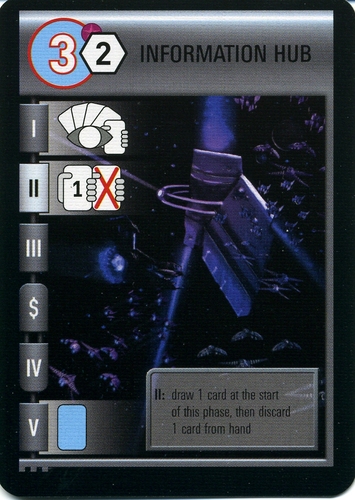 3 2 INFORMATION HUB
I
II 1
III
$
IV
V
II: draw 1 card at the start
of this phase, then discard
1 card from hand